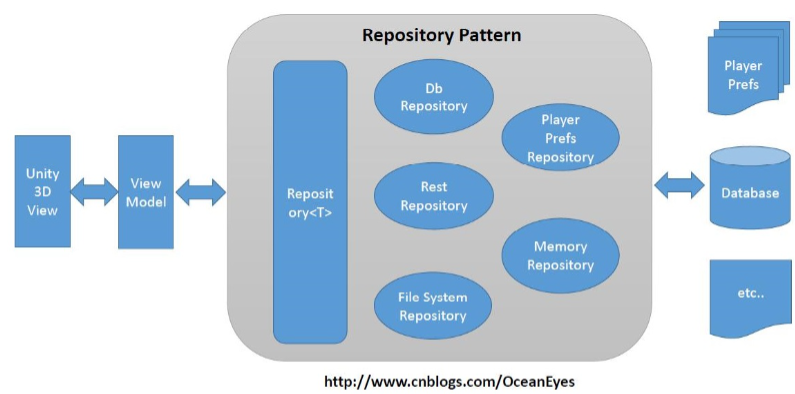 Repository Pattern
Unity
3D
View
View
Model
Reposit
ory<T>
Db
Repository
Player
Prefs
Repository
Rest
Repository
Memory
Repository
File System
Repository
Player
Prefs
Database
etc..
http://www.cnblogs.com/OceanEyes